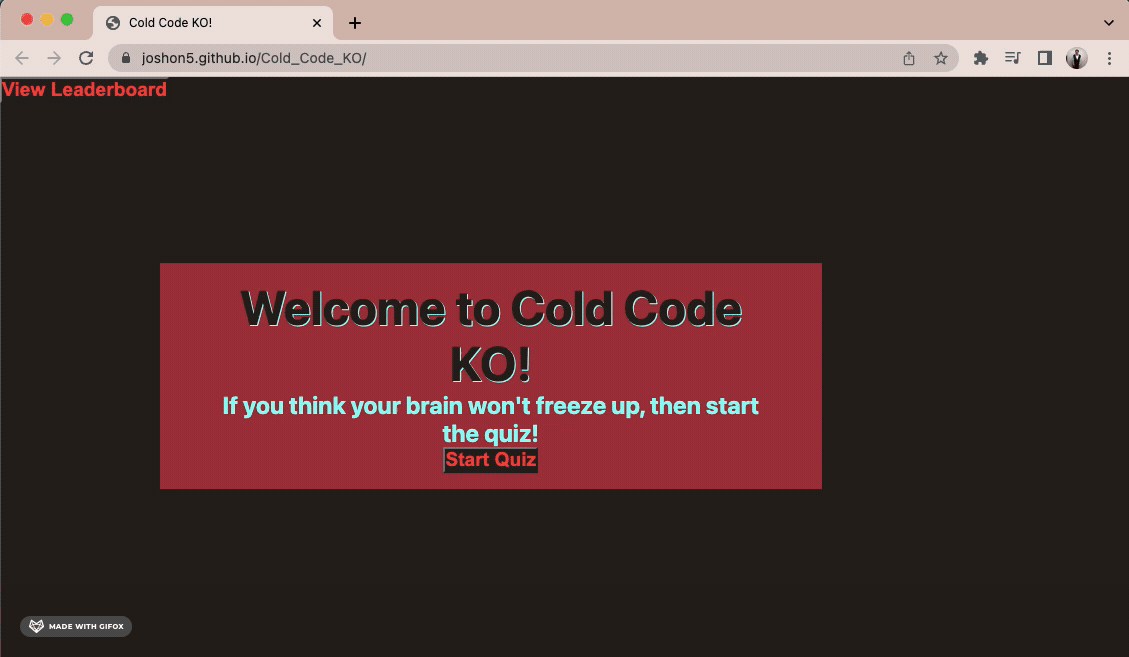 Cold Code KO!
joshon5.github.io/Cold_Code_KO/
View Leaderboard
Welcome to Cold Code
KO!
If you think your brain won't freeze up, then start
the quiz!
Start Quiz
MADE WITH GIFOX